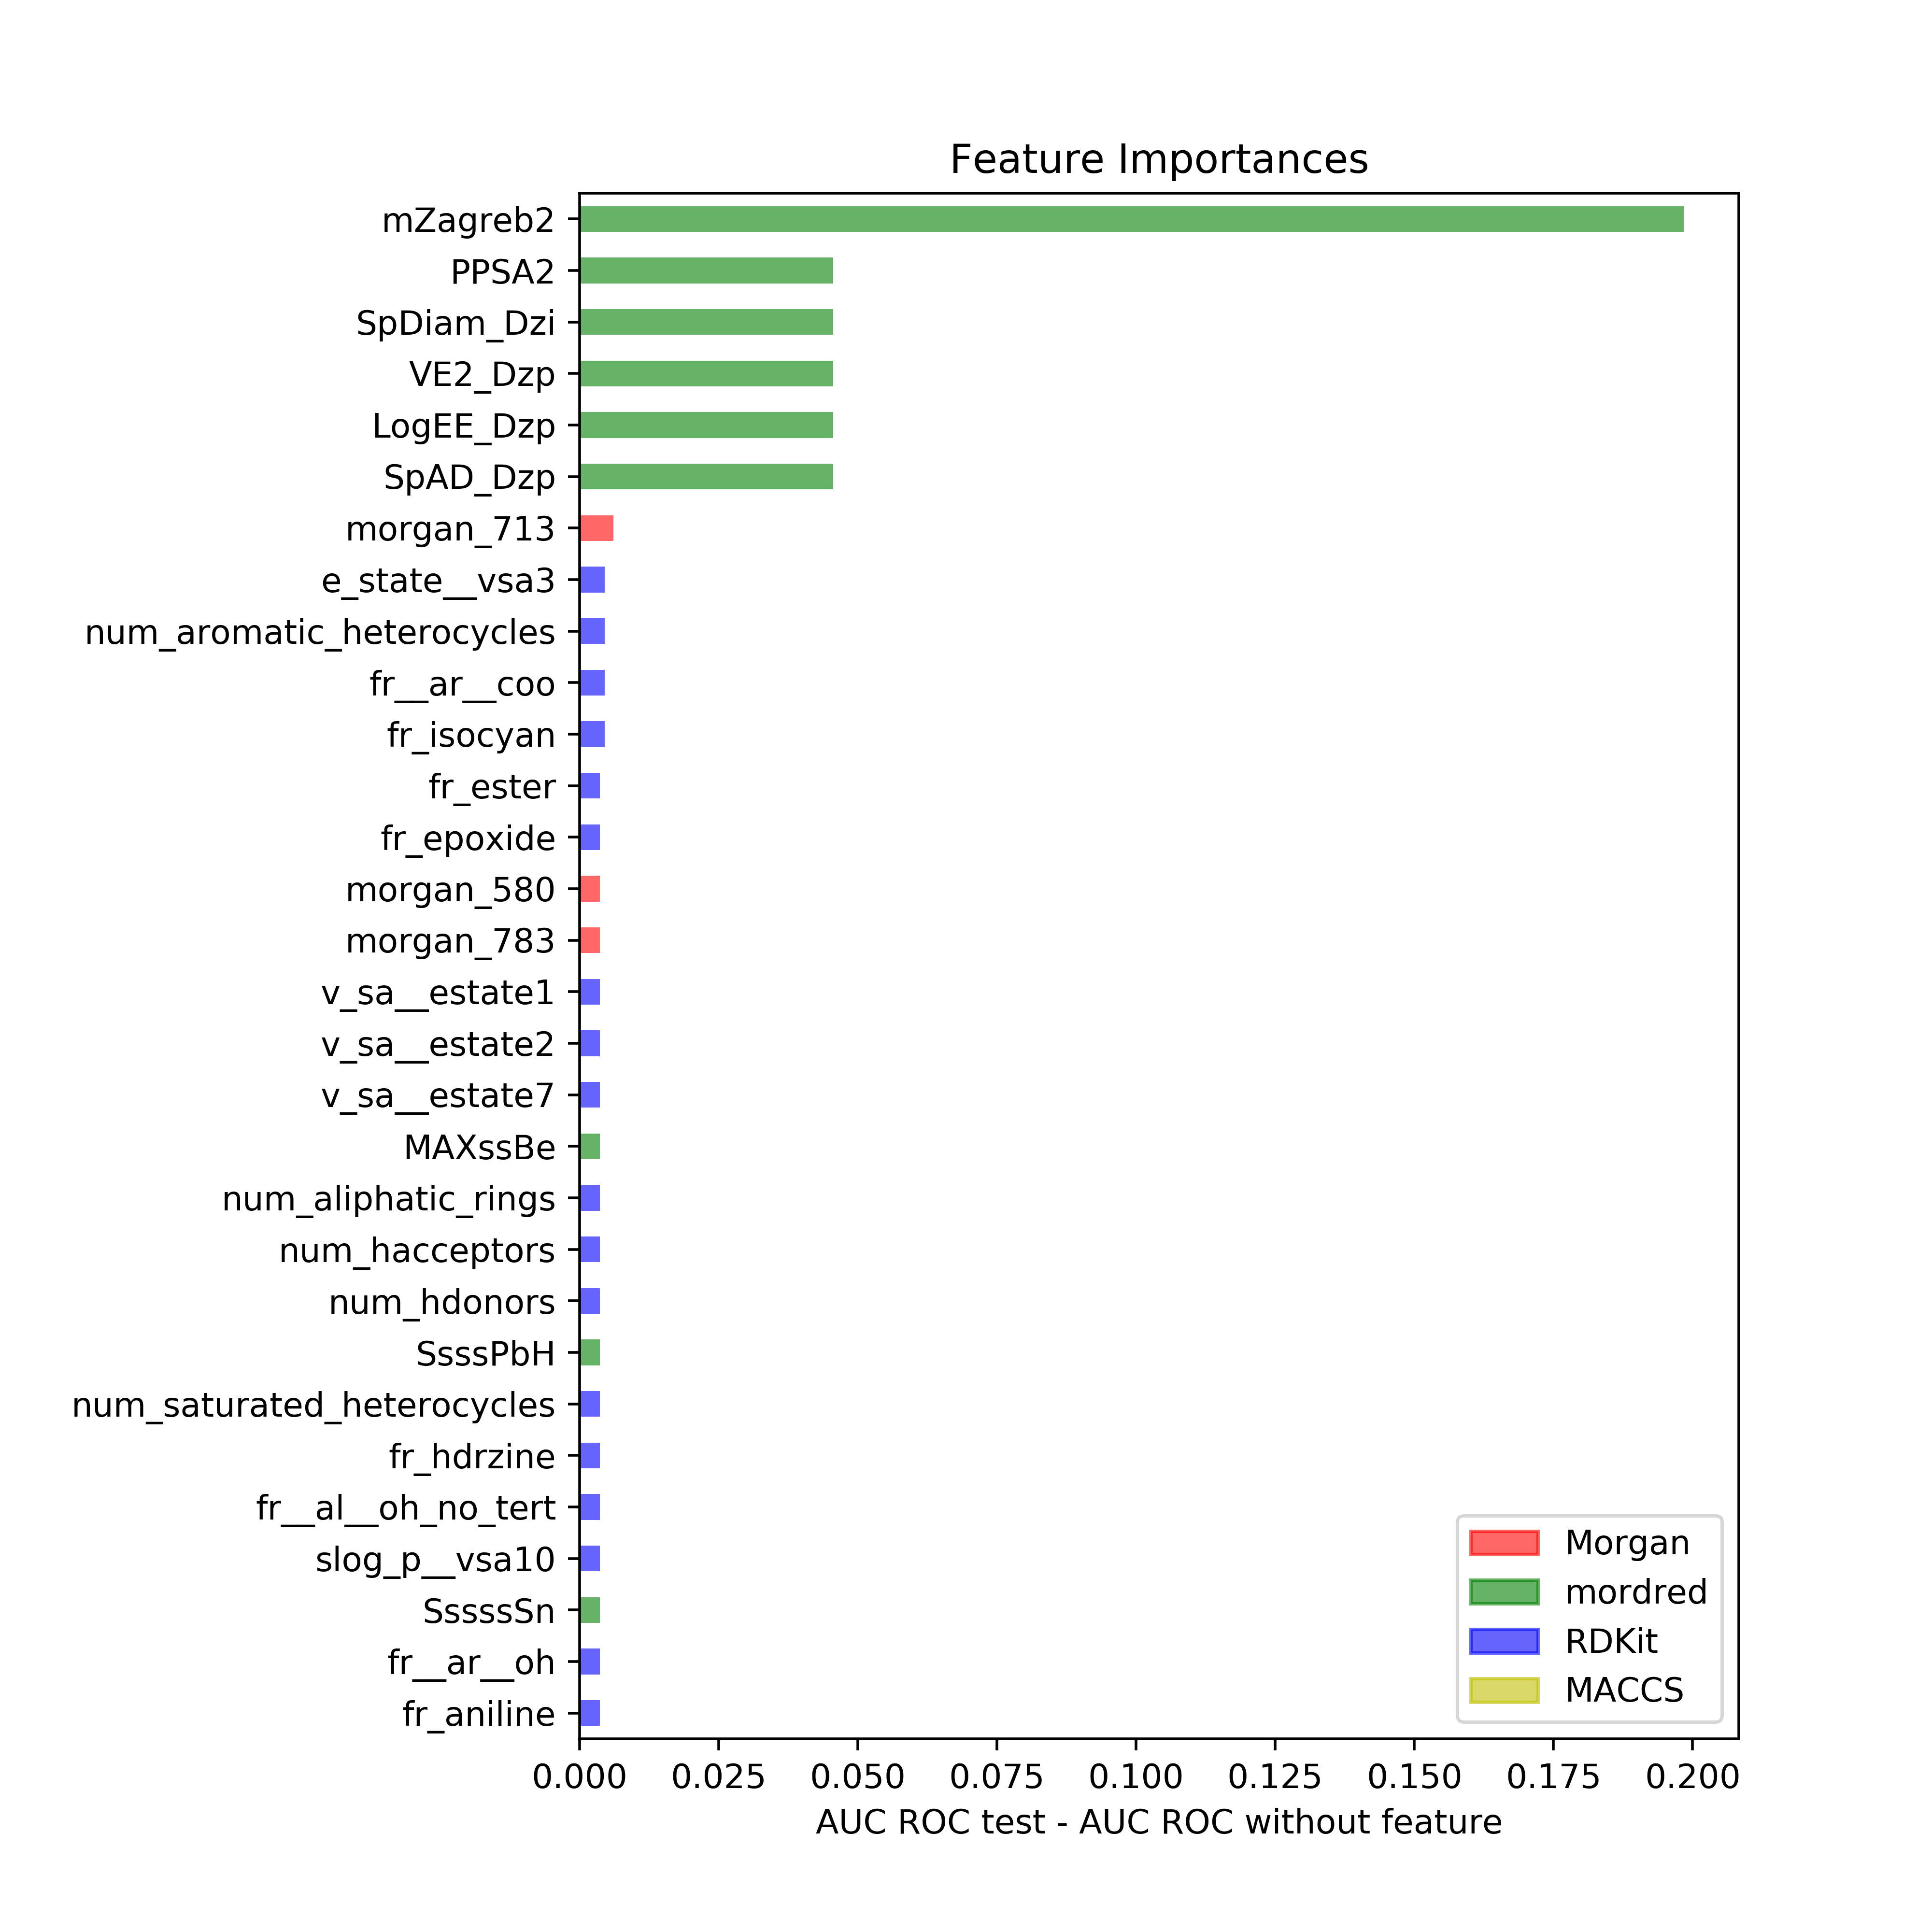 Feature Importances
mZagreb2
PPSA2
SpDiam_Dzi
VE2_Dzp
LogEE_Dzp
SpAD_Dzp
morgan_713
e_state__vsa3
num_aromatic_heterocycles
fr__ar__coo
fr_isocyan
fr_ester
fr_epoxide
morgan_580
morgan_783
v_sa__estate1
v_sa__estate2
v_sa__estate7
MAXssBe
num_aliphatic_rings
num_hacceptors
num_hdonors
SsssPbH
num_saturated_heterocycles
fr_hdrzine
fr__al__oh_no_tert
slog_p__vsa10
SsssSn
fr__ar__oh
fr_aniline
Morgan
mordred
RDKit
MACCS
0.000 0.025 0.050 0.075 0.100 0.125 0.150 0.175 0.200
AUC ROC test - AUC ROC without feature